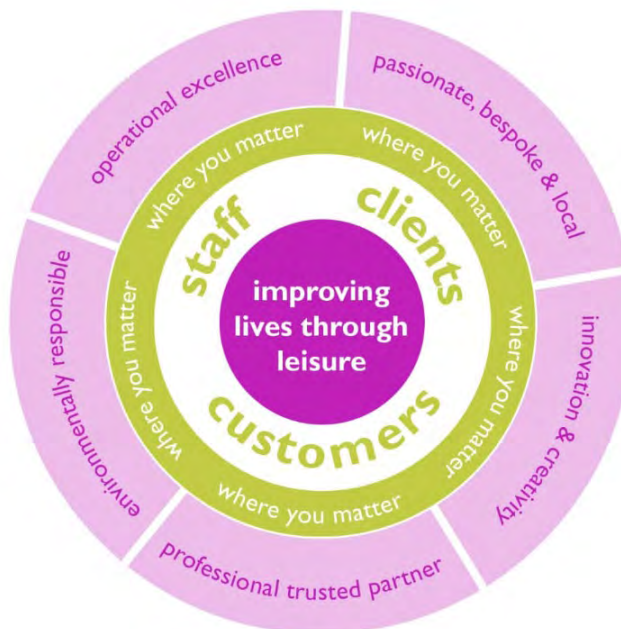 operational excellence
passionate, bespoke & local
innovation & creativity
professional trusted partner
environmentally responsible
where you matter
where you matter
where you matter
where you matter
where you matter
staff
clients
customers
improving
lives through
leisure